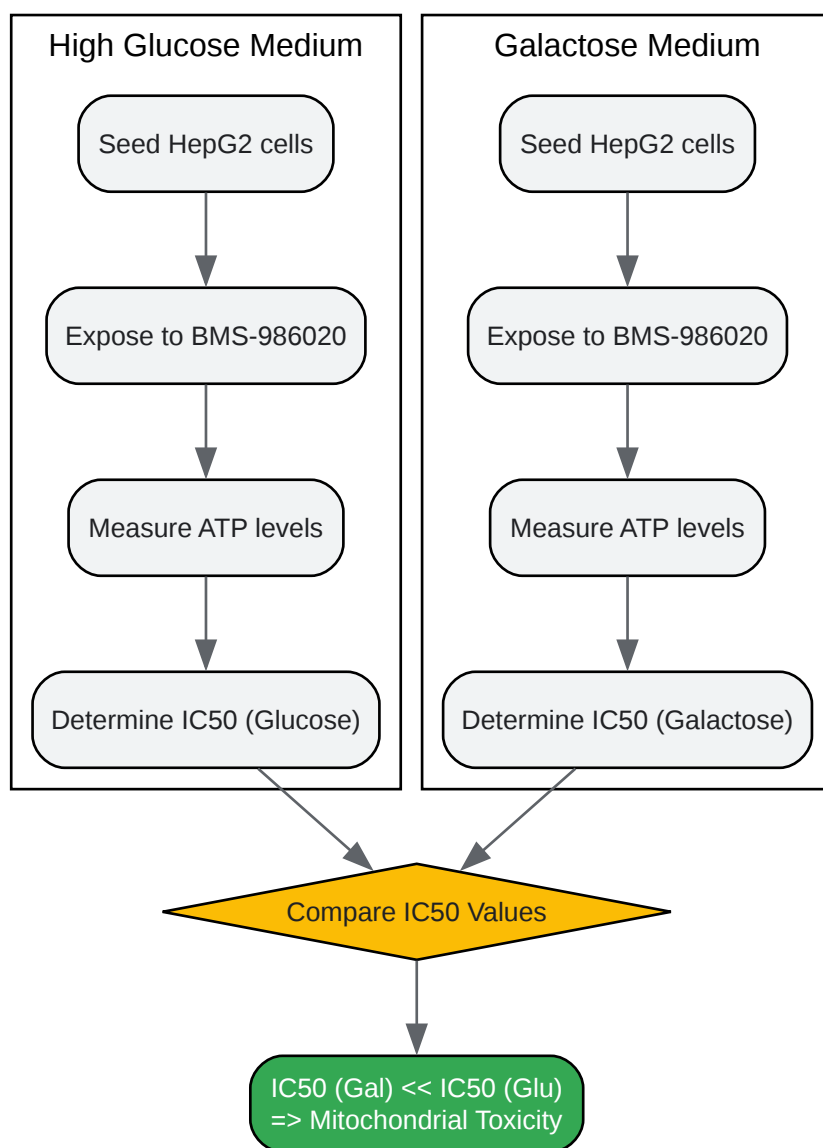 High Glucose Medium
Seed HepG2 cells
Expose to BMS-986020
Measure ATP levels
Determine IC50 (Glucose)
Galactose Medium
Seed HepG2 cells
Expose to BMS-986020
Measure ATP levels
Determine IC50 (Galactose)
Compare IC50 Values
IC50 (Gal) << IC50 (Glu)
=> Mitochondrial Toxicity